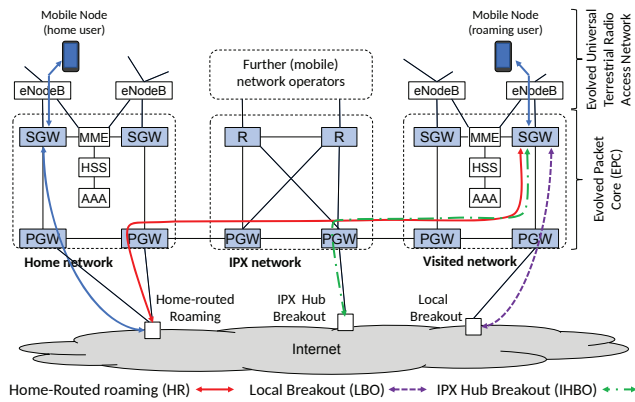 Mobile Node
(home user)
Mobile Node
(roaming user)
Evolved Universal
Terrestrial Radio
Access Network
Further (mobile)
network operators
eNodeB
eNodeB
eNodeB
eNodeB
SGW
MME
SGW
R
R
SGW
MME
SGW
HSS
HSS
AAA
AAA
Evolved Packet
Core (EPC)
PGW
PGW
PGW
PGW
PGW
PGW
Home network
IPX network
Visited network
Home-routed
Roaming
IPX Hub
Breakout
Local
Breakout
Internet
Home-Routed roaming (HR)
Local Breakout (LBO)
IPX Hub Breakout (IHBO)